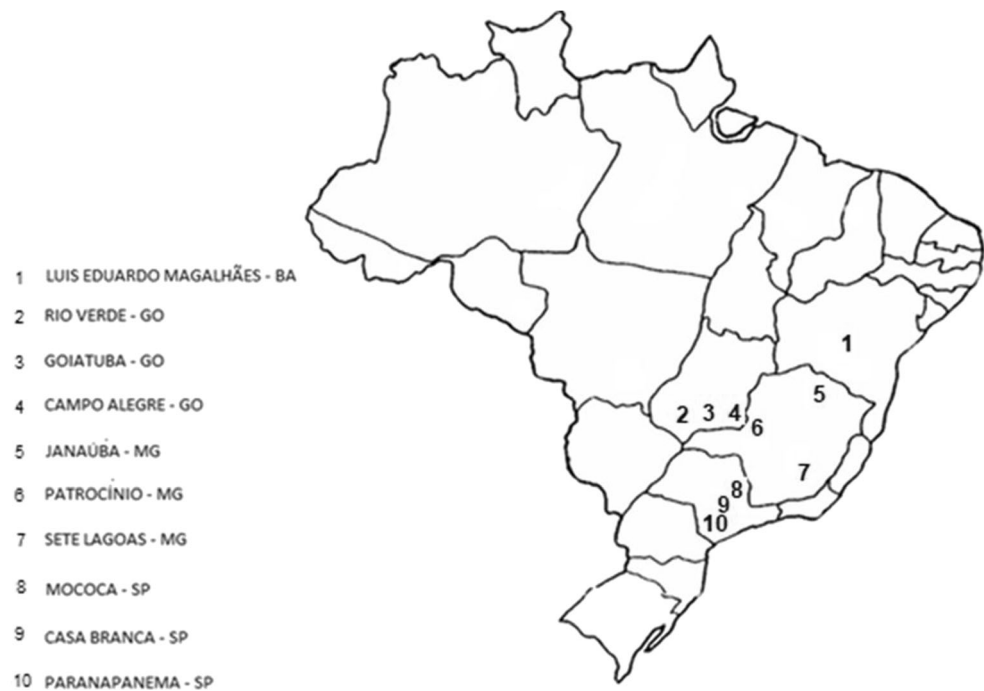 1 LUIS EDUARDO MAGALHÃES - BA
2 RIO VERDE - GO
3 GOIATUBA - GO
4 CAMPO ALEGRE - GO
5 JANAÚBA - MG
6 PATROCÍNIO - MG
7 SETE LAGOAS - MG
8 MOCOCA - SP
9 CASA BRANCA - SP
10 PARANAPANEMA - SP
1
5
2 3 4
6
7
8
9
10